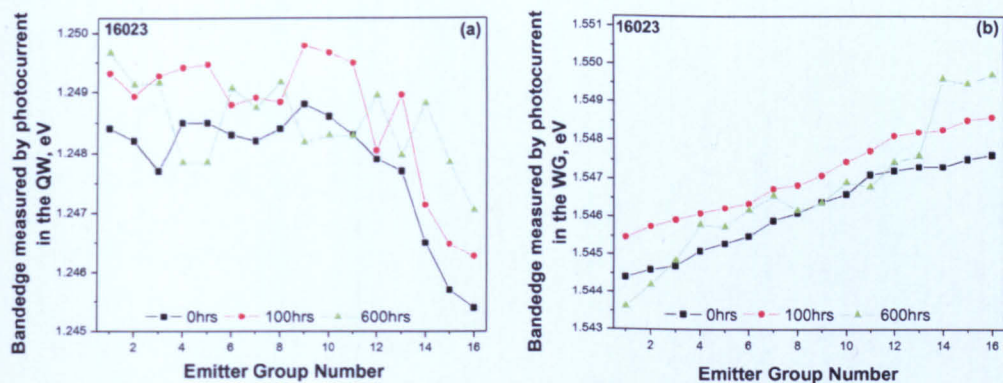 16023
(a)
1.250
1.249
1.248
1.247
1.246
1.245
Bandedge measured by photocurrent
in the QW, eV
0hrs 100hrs 600hrs
2 4 6 8 10 12 14 16
Emitter Group Number
16023
(b)
1.551
1.550
1.549
1.548
1.547
1.546
1.545
1.544
1.543
Bandedge measured by photocurrent
in the WG, eV
0hrs 100hrs 600hrs
2 4 6 8 10 12 14 16
Emitter Group Number